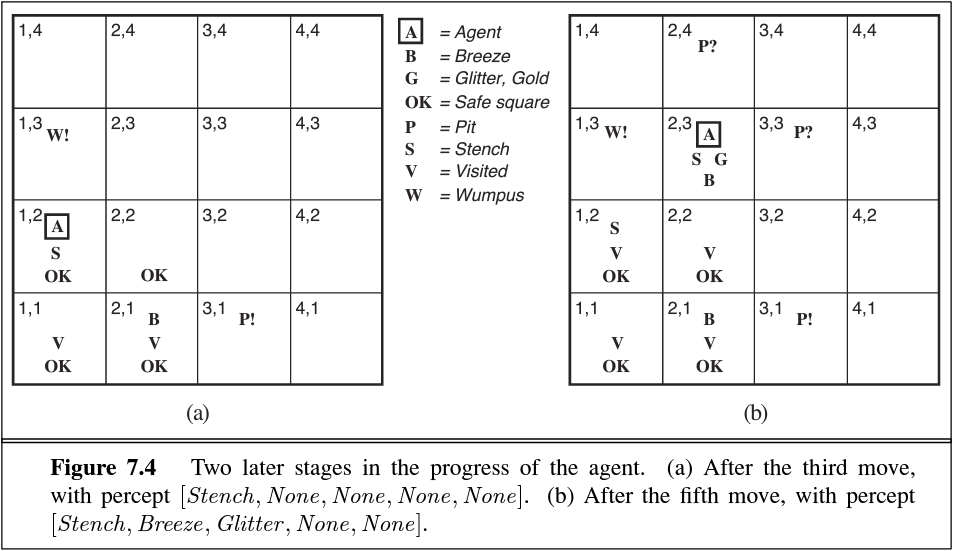 1,4 2,4 3,4 4,4
1,3 W! 2,3 3,3 4,3
1,2 A 2,2 3,2 4,2
S
OK OK
1,1 2,1 B 3,1 P! 4,1
V V
OK OK
(a)
A = Agent
B = Breeze
G = Glitter, Gold
OK = Safe square
P = Pit
S = Stench
V = Visited
W = Wumpus
1,4 2,4 P? 3,4 4,4
1,3 W! 2,3 A 3,3 P? 4,3
S G
B
1,2 S 2,2 3,2 4,2
V V
OK OK
1,1 2,1 B 3,1 P! 4,1
V V
OK OK
(b)
Figure 7.4 Two later stages in the progress of the agent. (a) After the third move,
with percept [Stench, None, None, None, None]. (b) After the fifth move, with percept
[Stench, Breeze, Glitter, None, None].